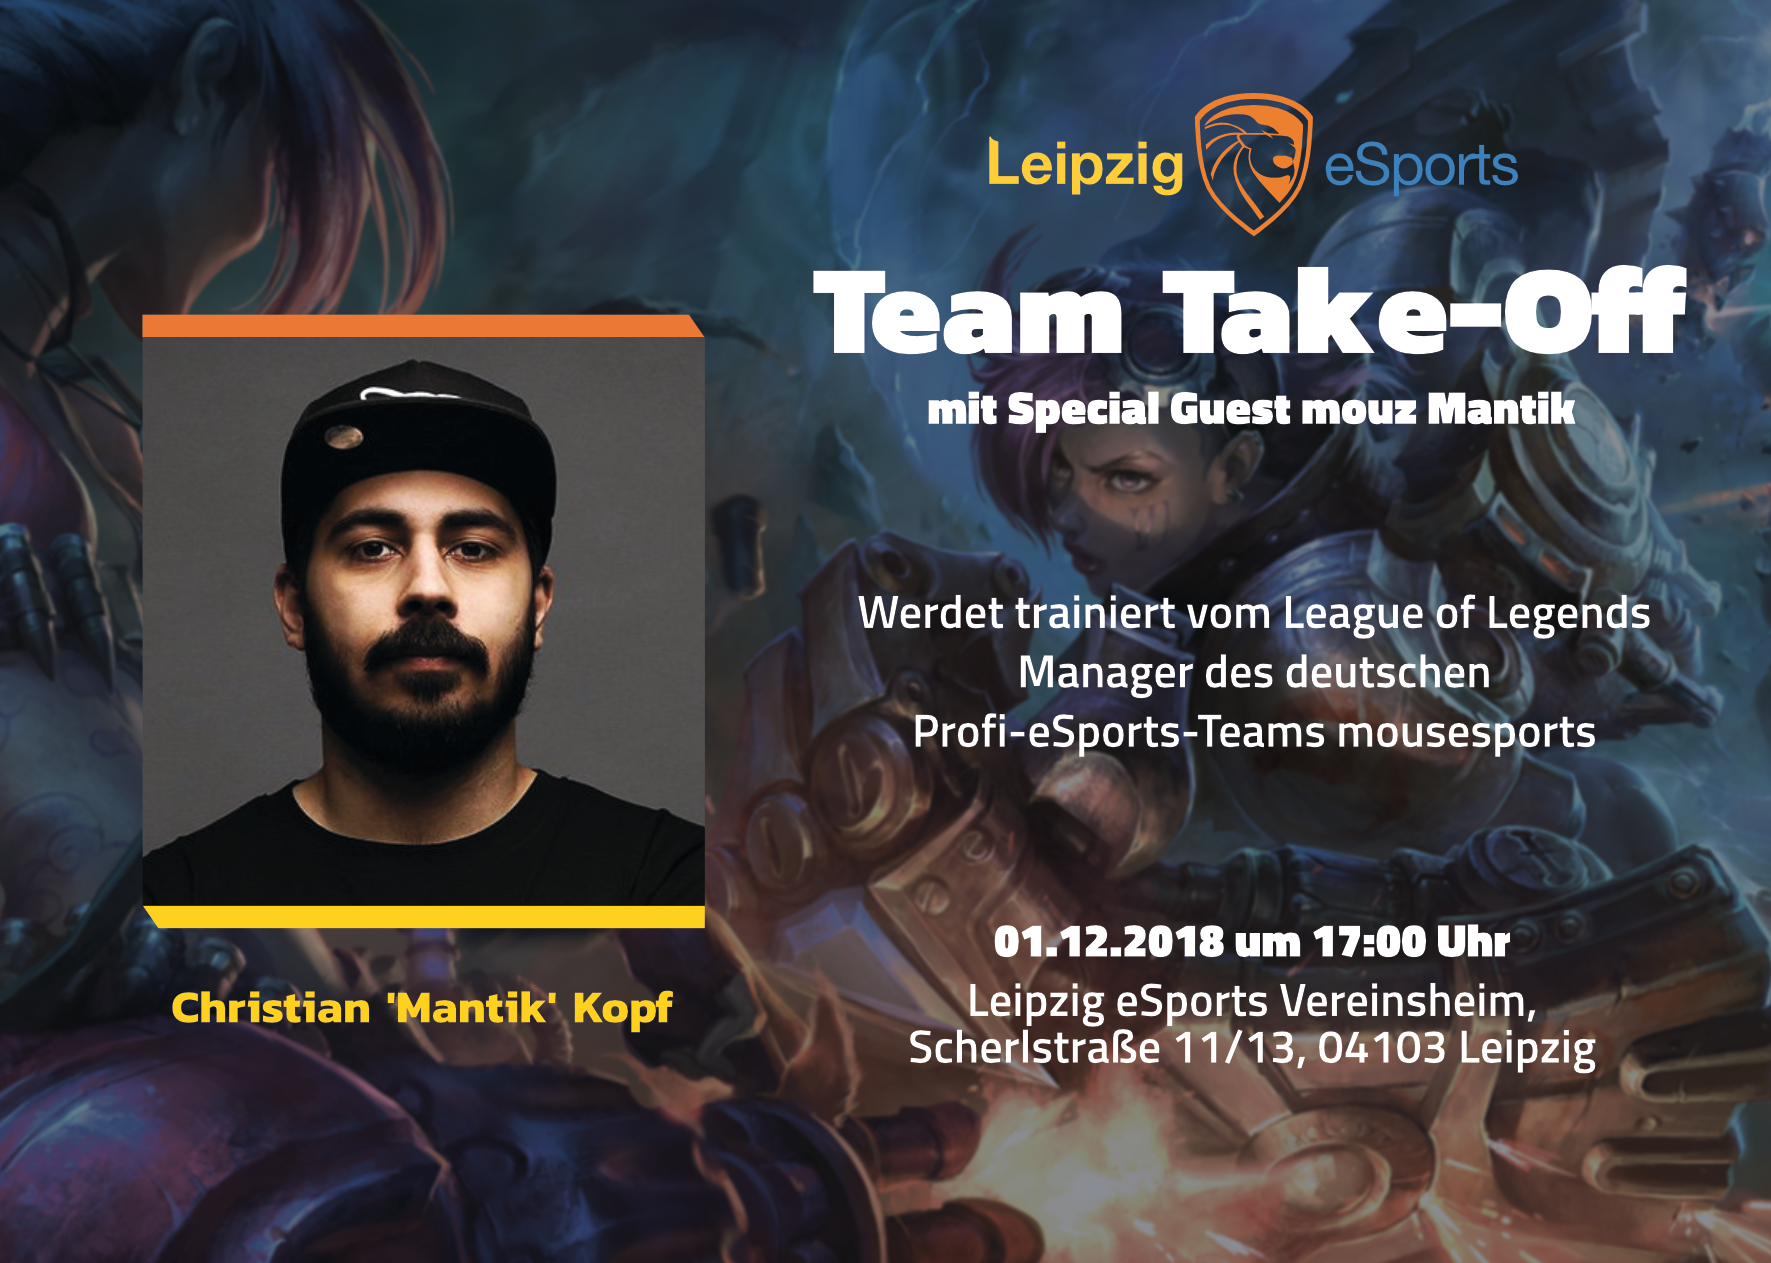 Leipzig eSports
Team Take-Off
mit Special Guest mouz Mantik
Werdet trainiert vom League of Legends
Manager des deutschen
Profi-eSports-Teams mousesports
01.12.2018 um 17:00 Uhr
Leipzig eSports Vereinsheim,
Scherlstraße 11/13, 04103 Leipzig
Christian 'Mantik' Kopf